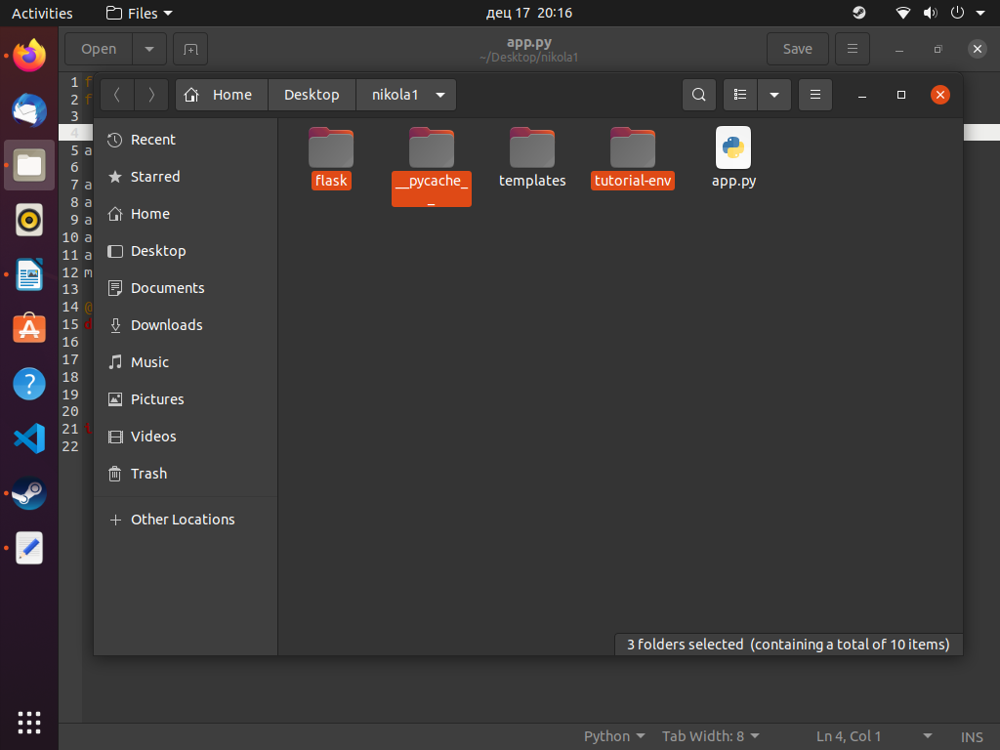 Activities Files дец 17 20:16
Open app.py Save
~/Desktop/nikola1
Home Desktop nikola1
Recent
Starred
Home
Desktop
Documents
Downloads
Music
Pictures
Videos
Trash
Other Locations
flask
__pycache_
_
templates
tutorial-env
app.py
1 f
2 f
3
4
5 a
6
7 a
8 a
9 a
10 a
11 a
12 m
13
14 @
15 d
16
17
18
19
20
21
22
3 folders selected (containing a total of 10 items)
Python Tab Width: 8 Ln 4, Col 1 INS